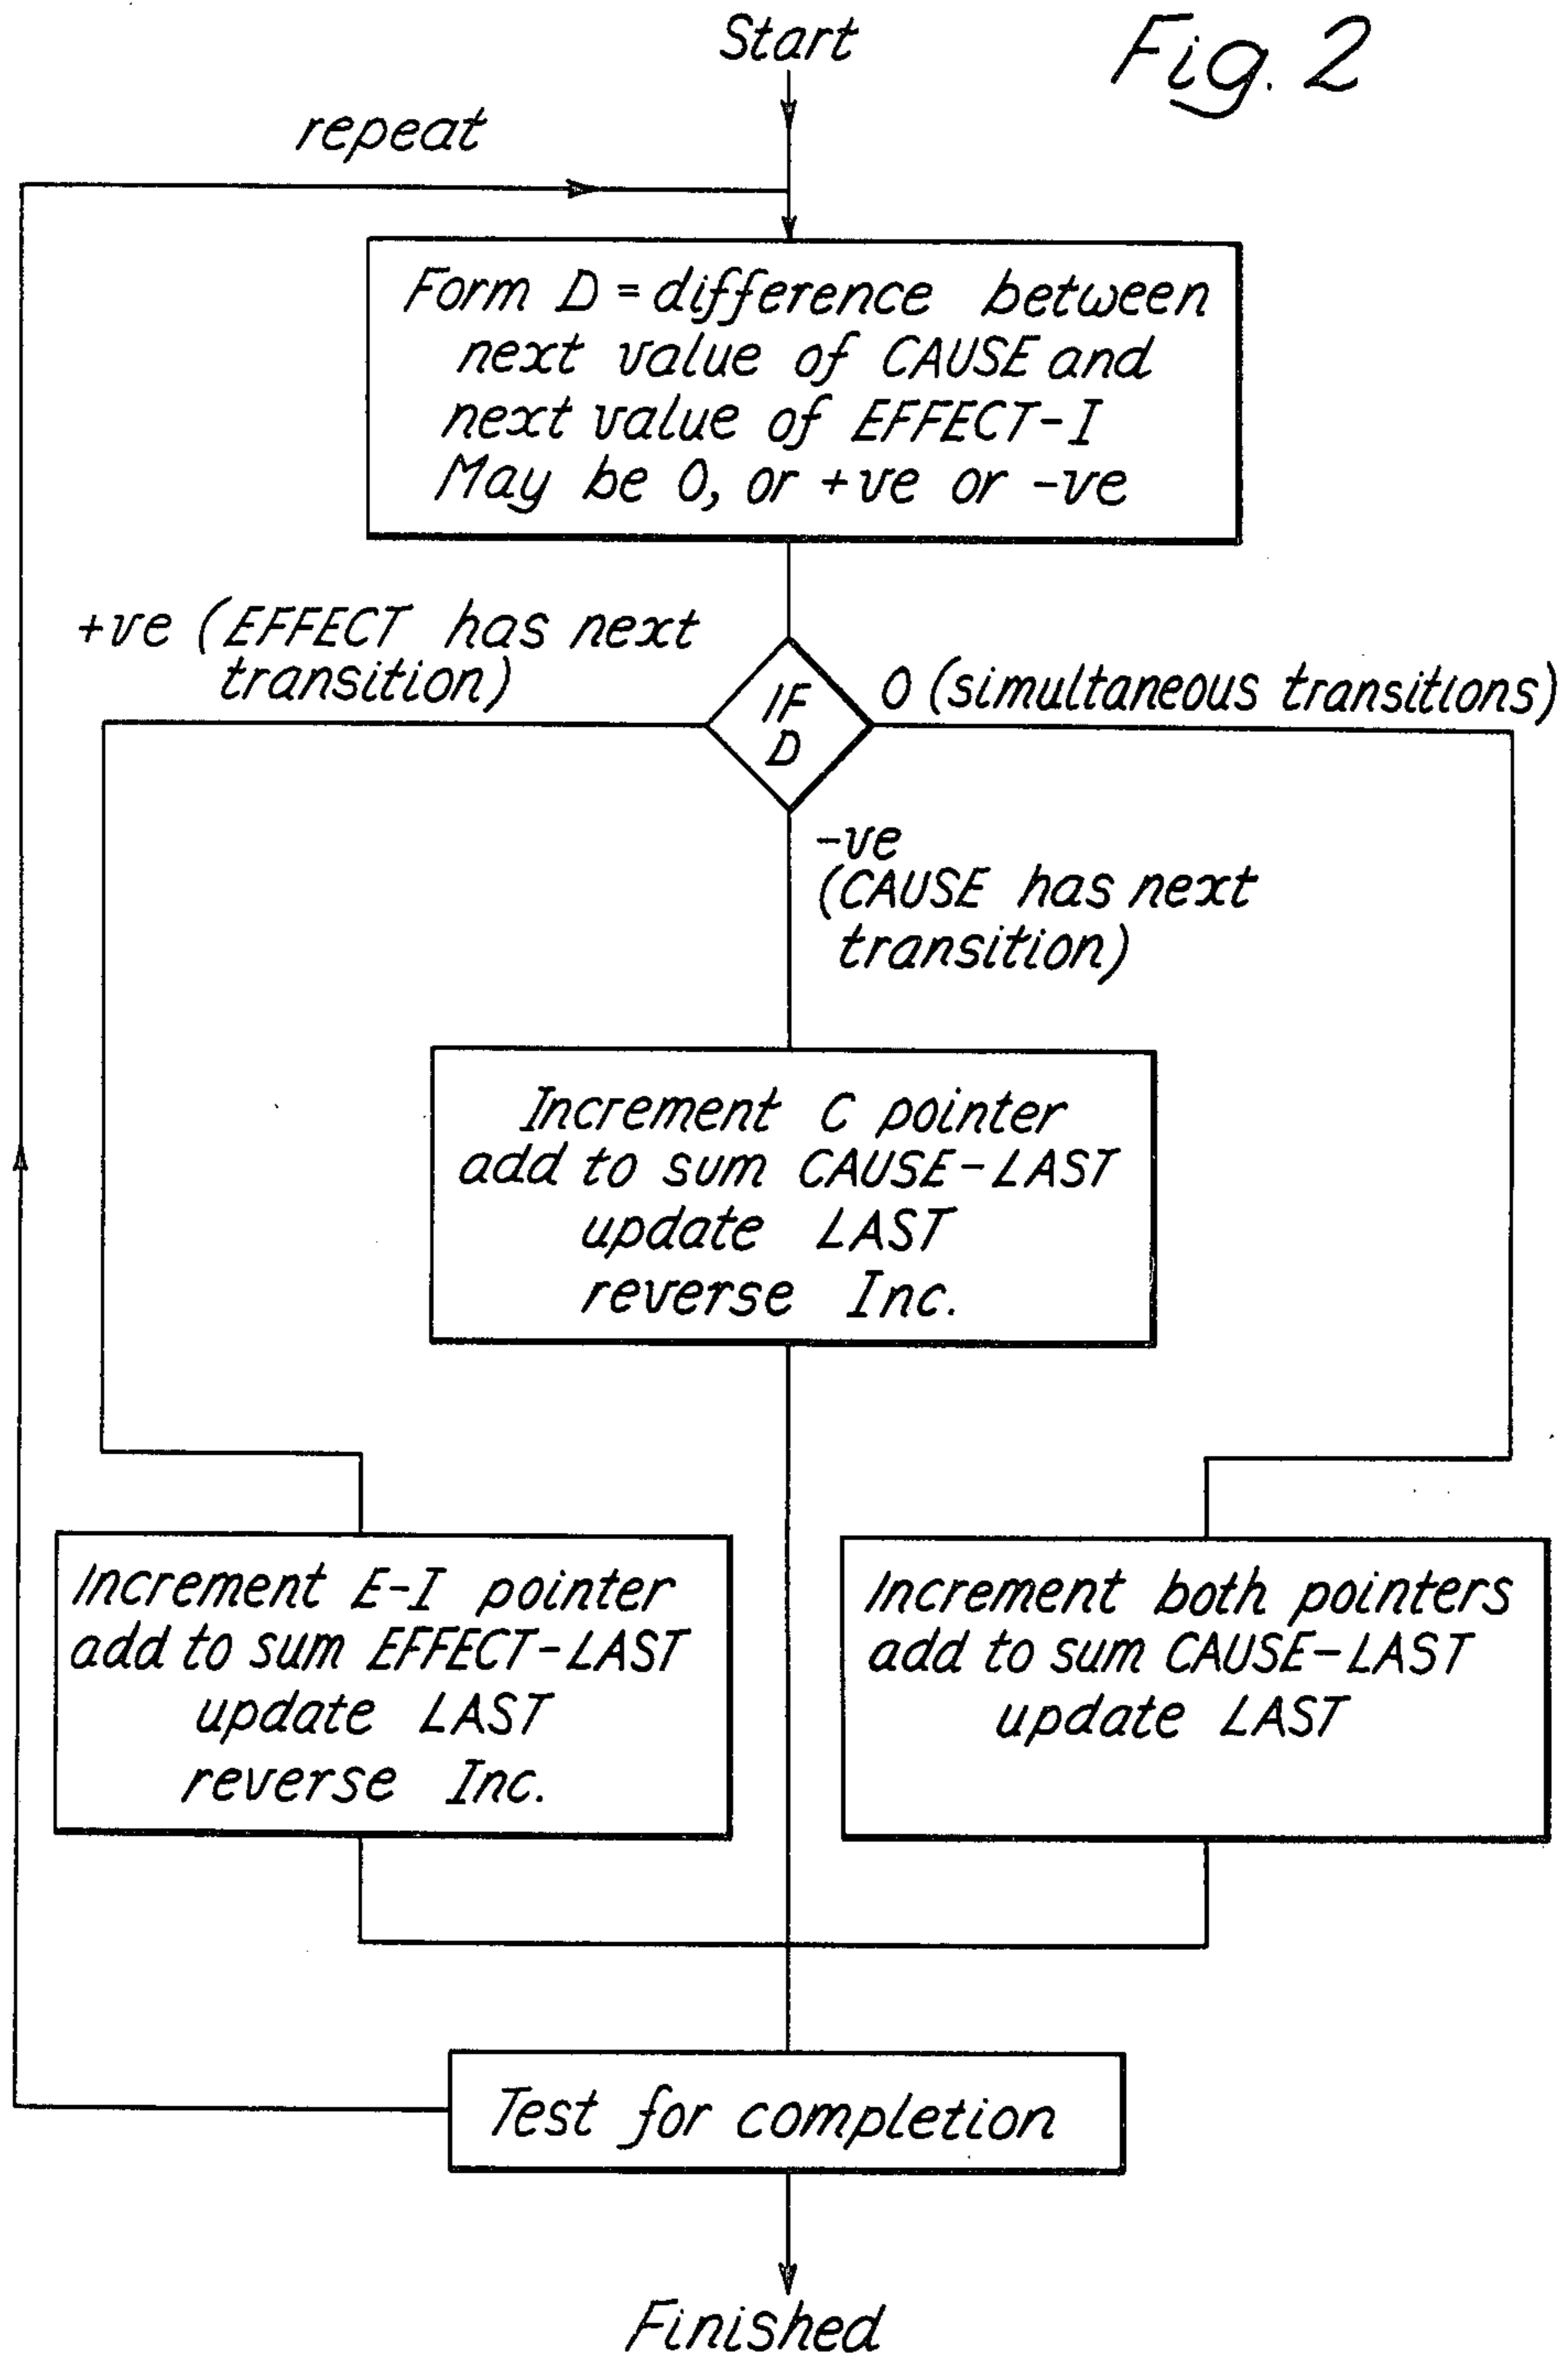 Start
Fig. 2
repeat
Form D = difference between
next value of CAUSE and
next value of EFFECT-I
May be 0, or +ve or -ve
+ve (EFFECT has next
transition)
IF
D
0 (simultaneous transitions)
-ve
(CAUSE has next
transition)
Increment C pointer
add to sum CAUSE-LAST
update LAST
reverse Inc.
Increment E-I pointer
add to sum EFFECT-LAST
update LAST
reverse Inc.
Increment both pointers
add to sum CAUSE-LAST
update LAST
Test for completion
Finished